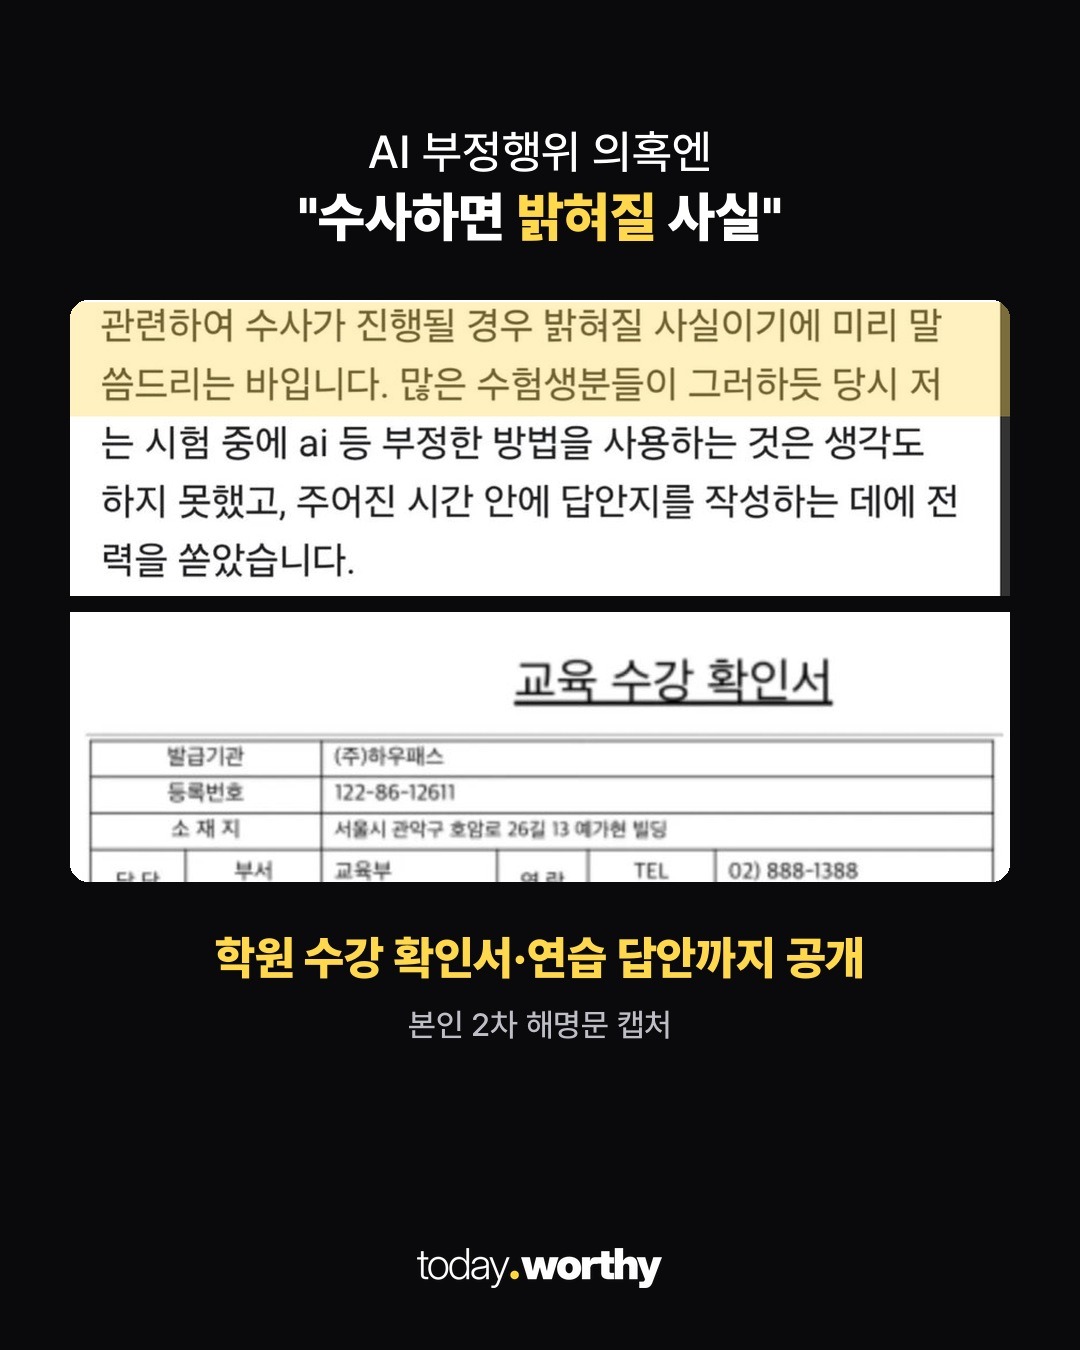 AI 부정행위 의혹엔
"수사하면 밝혀질 사실"
관련하여 수사가 진행될 경우 밝혀질 사실이기에 미리 말
씀드리는 바입니다. 많은 수험생분들이 그러하듯 당시 저
는 시험 중에 ai 등 부정한 방법을 사용하는 것은 생각도
하지 못했고, 주어진 시간 안에 답안지를 작성하는 데에 전
력을 쏟았습니다.
교육 수강 확인서
발급기관 (주)하우패스
등록번호 122-86-12611
소 재 지 서울시 관악구 호암로 26길 13 예가현 빌딩
부서 교육부 TEL 02) 888-1388
학원 수강 확인서·연습 답안까지 공개
본인 2차 해명문 캡처
today.worthy